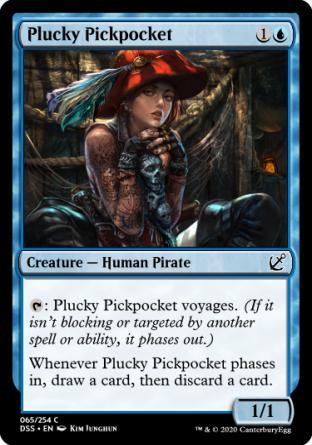 Plucky Pickpocket 1
Creature — Human Pirate
: Plucky Pickpocket voyages. (If it
isn't blocking or targeted by another
spell or ability, it phases out.)
Whenever Plucky Pickpocket phases
in, draw a card, then discard a card.
1/1
065/254 C
DSS • EN KIM JUNGHUN
™ & © 2020 CanterburyEgg